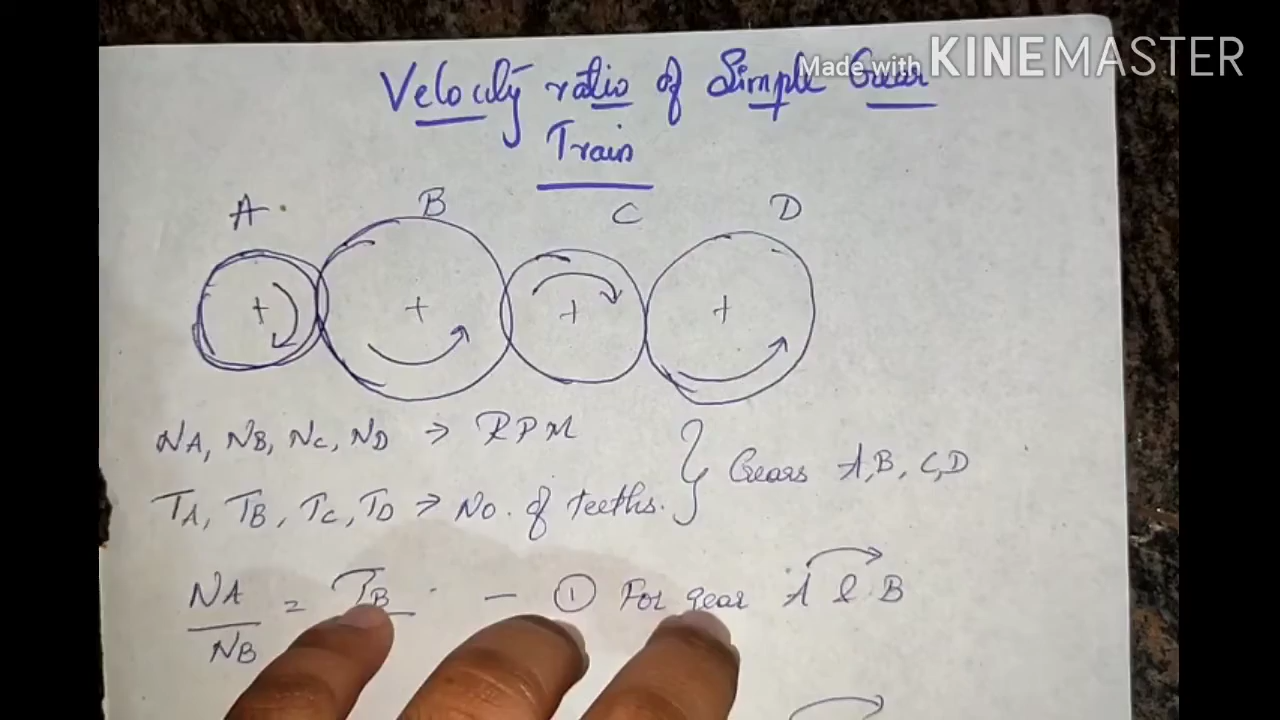 Made with KINEMASTER
Velocity ratio of Simple Gear
Train
A B C D
+ + + +
NA, NB, NC, ND → RPM
TA, TB, TC, TD → No. of teeths.
} Gears A, B, C, D
NA = TB — ① For gear A & B
NB